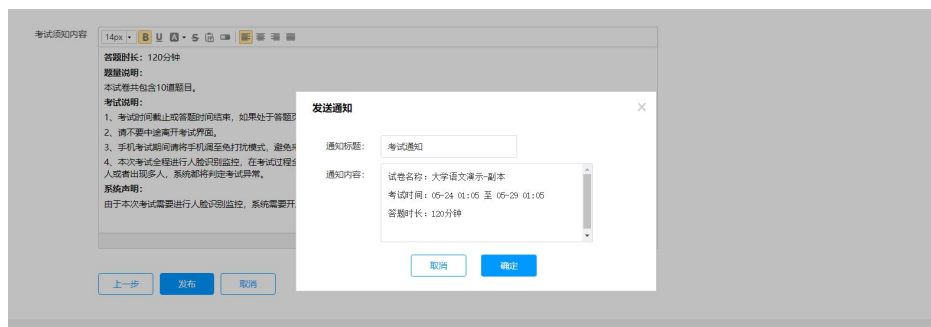 考试须知内容
14px
B U A S
答题时长：120分钟
题量说明：
本试卷共包含10道题目。
考试说明：
1、考试时间截止或答题时间结束，如果处于答题页
2、请不要中途离开考试界面。
3、手机考试期间请将手机调至免打扰模式，避免来
4、本次考试全程进行人脸识别监控，在考试过程全
人或者出现多人，系统都将判定考试异常。
系统声明：
由于本次考试需要进行人脸识别监控，系统需要开
上一步
发布
取消
发送通知
通知标题：
考试通知
通知内容：
试卷名称：大学语文演示-副本
考试时间：05-24 01:05 至 05-29 01:05
答题时长：120分钟
取消
确定